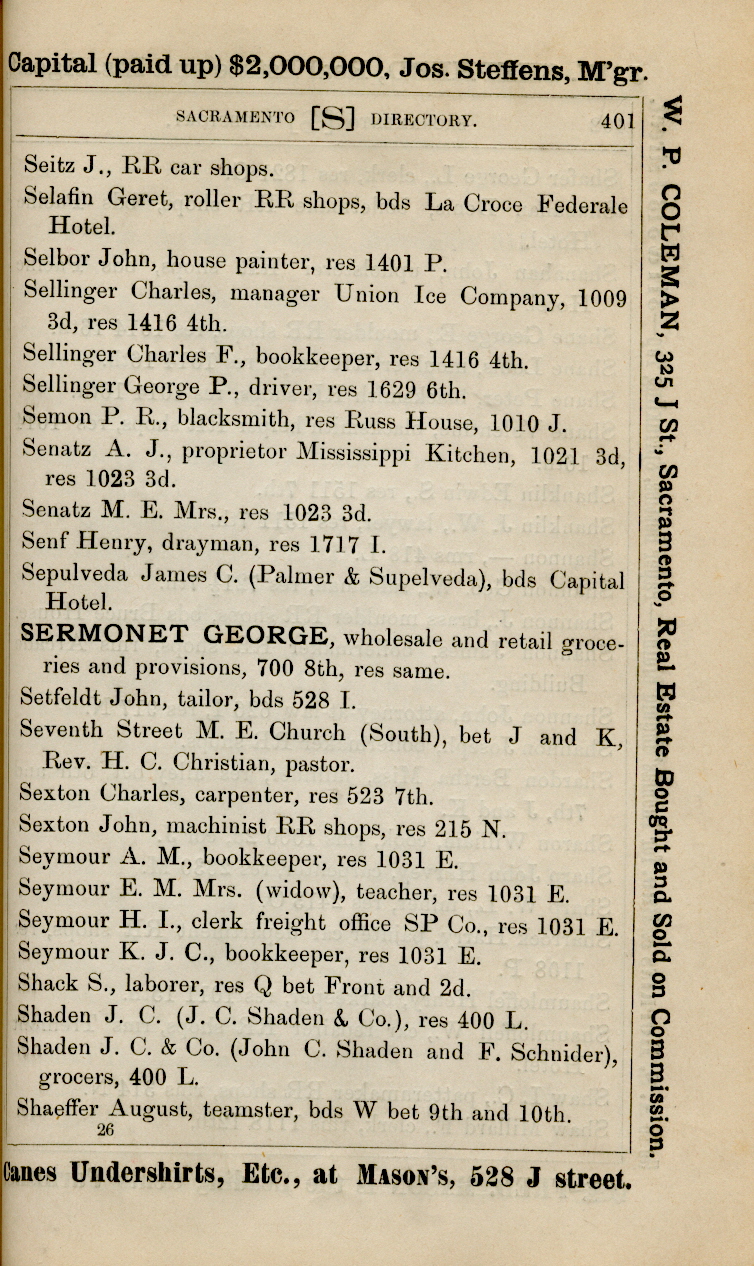 Capital (paid up) $2,000,000, Jos. Steffens, M'gr.
SACRAMENTO [S] DIRECTORY. 401
Seitz J., RR car shops.
Selafin Geret, roller RR shops, bds La Croce Federale
Hotel.
Selbor John, house painter, res 1401 P.
Sellinger Charles, manager Union Ice Company, 1009
3d, res 1416 4th.
Sellinger Charles F., bookkeeper, res 1416 4th.
Sellinger George P., driver, res 1629 6th.
Semon P. R., blacksmith, res Russ House, 1010 J.
Senatz A. J., proprietor Mississippi Kitchen, 1021 3d,
res 1023 3d.
Senatz M. E. Mrs., res 1023 3d.
Senf Henry, drayman, res 1717 I.
Sepulveda James C. (Palmer & Supelveda), bds Capital
Hotel.
SERMONET GEORGE, wholesale and retail groce-
ries and provisions, 700 8th, res same.
Setfeldt John, tailor, bds 528 I.
Seventh Street M. E. Church (South), bet J and K,
Rev. H. C. Christian, pastor.
Sexton Charles, carpenter, res 523 7th.
Sexton John, machinist RR shops, res 215 N.
Seymour A. M., bookkeeper, res 1031 E.
Seymour E. M. Mrs. (widow), teacher, res 1031 E.
Seymour H. I., clerk freight office SP Co., res 1031 E.
Seymour K. J. C., bookkeeper, res 1031 E.
Shack S., laborer, res Q bet Front and 2d.
Shaden J. C. (J. C. Shaden & Co.), res 400 L.
Shaden J. C. & Co. (John C. Shaden and F. Schnider),
grocers, 400 L.
Shaeffer August, teamster, bds W bet 9th and 10th.
26
Canes Undershirts, Etc., at MASON'S, 528 J street.
W. P. COLEMAN, 325 J St., Sacramento, Real Estate Bought and Sold on Commission.